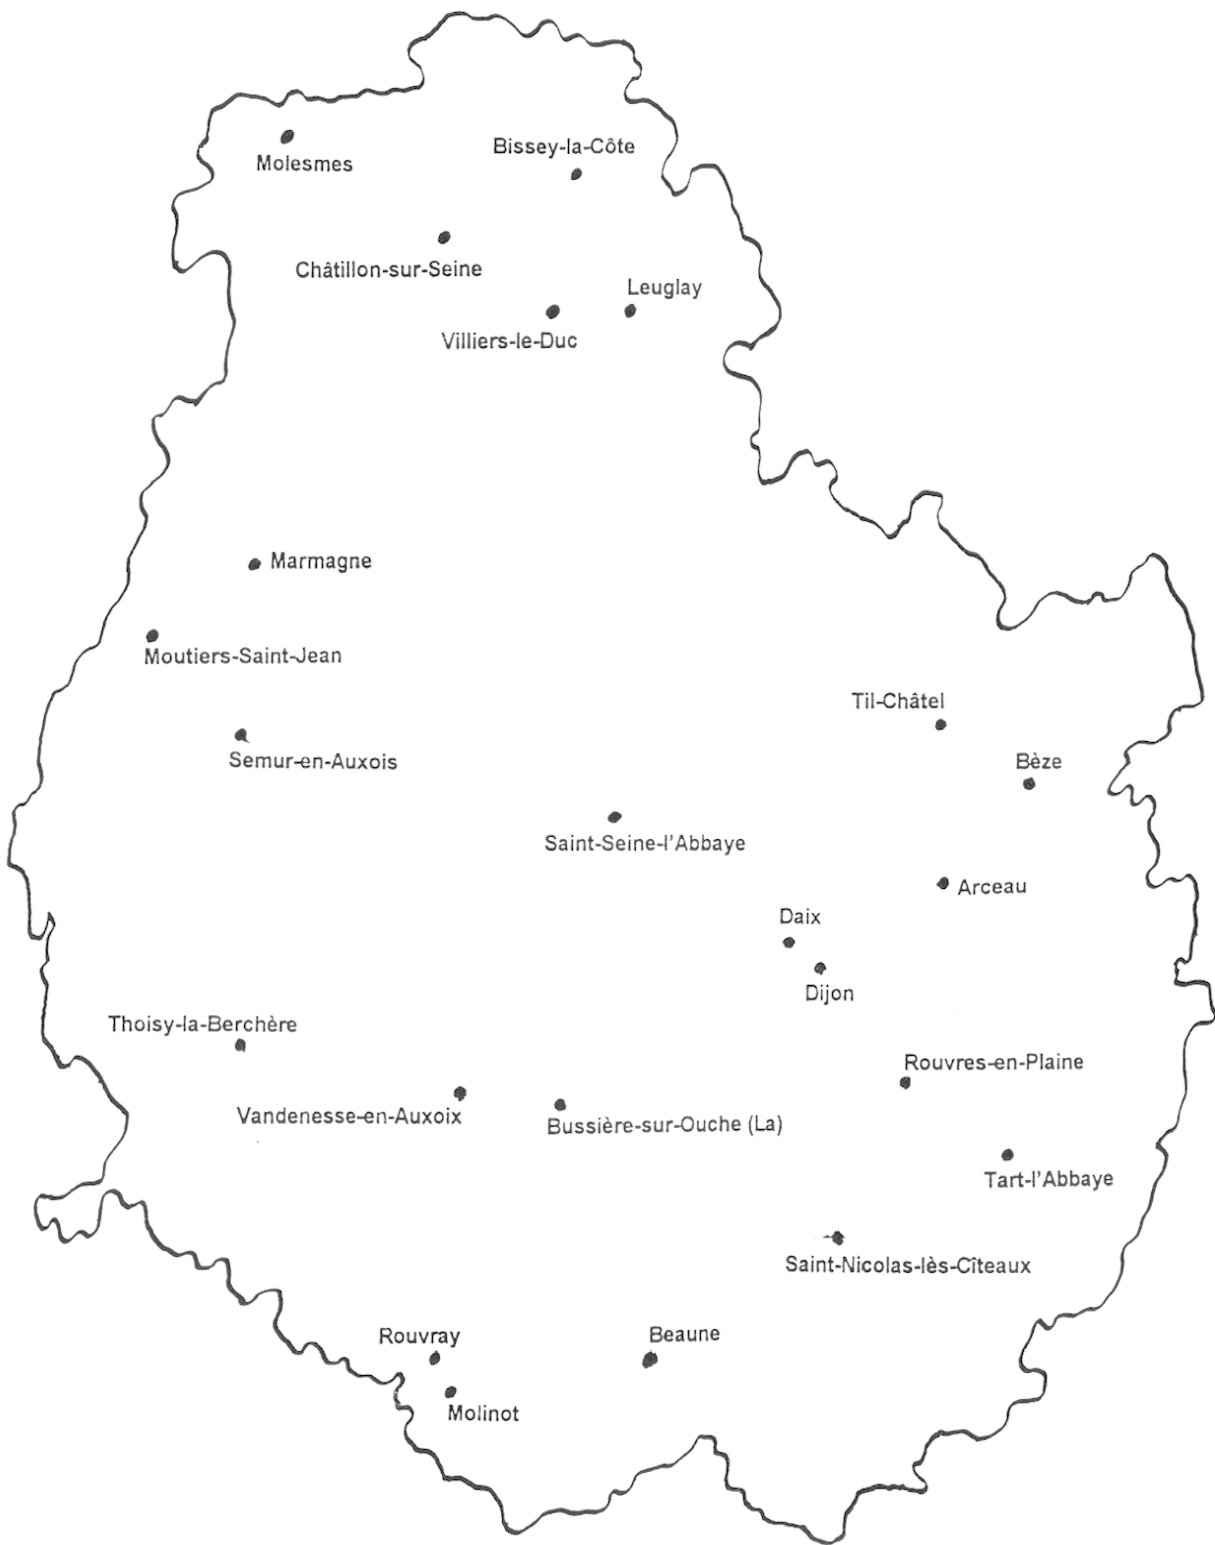 Molesmes
Bissey-la-Côte
Châtillon-sur-Seine
Leuglay
Villiers-le-Duc
Marmagne
Moutiers-Saint-Jean
Til-Châtel
Semur-en-Auxois
Bèze
Saint-Seine-l'Abbaye
Arceau
Daix
Dijon
Thoisy-la-Berchère
Rouvres-en-Plaine
Vandenesse-en-Auxoix
Bussière-sur-Ouche (La)
Tart-l'Abbaye
Saint-Nicolas-lès-Cîteaux
Rouvray
Beaune
Molinot